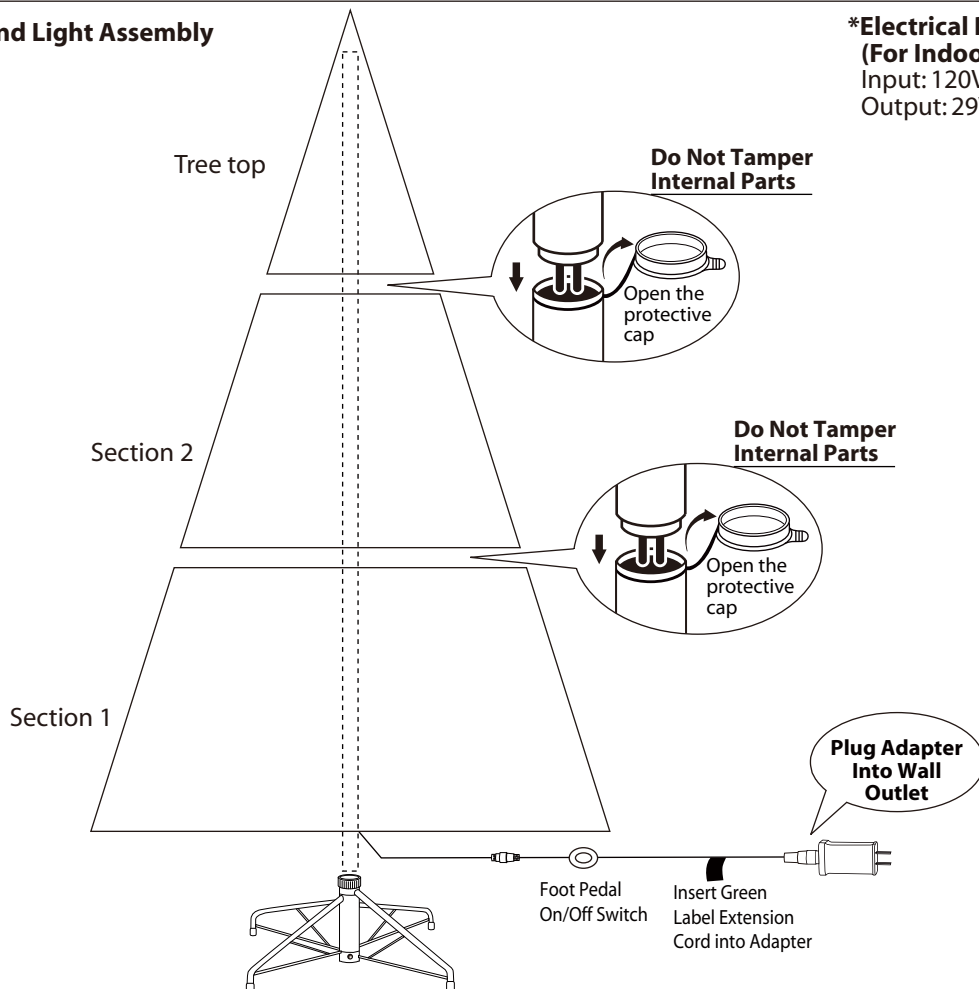 nd Light Assembly
*Electrical
(For Indoo
Input: 120V
Output: 29
Tree top
Do Not Tamper
Internal Parts
Open the
protective
cap
Section 2
Do Not Tamper
Internal Parts
Open the
protective
cap
Section 1
Plug Adapter
Into Wall
Outlet
Foot Pedal
On/Off Switch
Insert Green
Label Extension
Cord into Adapter